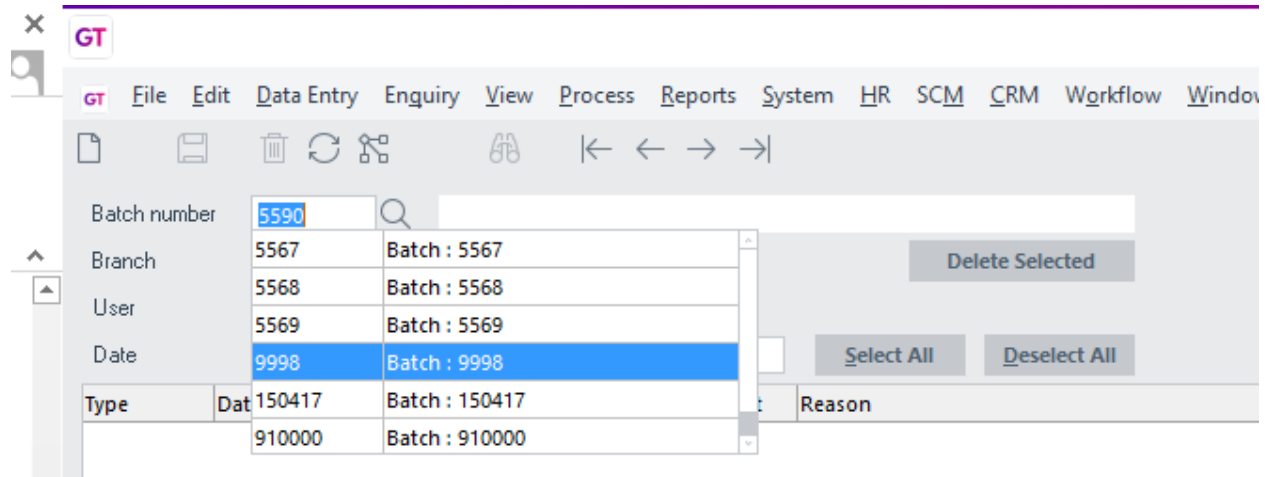 GT
GT File Edit Data Entry Enquiry View Process Reports System HR SCM CRM Workflow Window
Batch number 5590
5567 Batch : 5567
Branch Delete Selected
5568 Batch : 5568
User
5569 Batch : 5569
Date Select All Deselect All
9998 Batch : 9998
Type Dat 150417 Batch : 150417 t Reason
910000 Batch : 910000